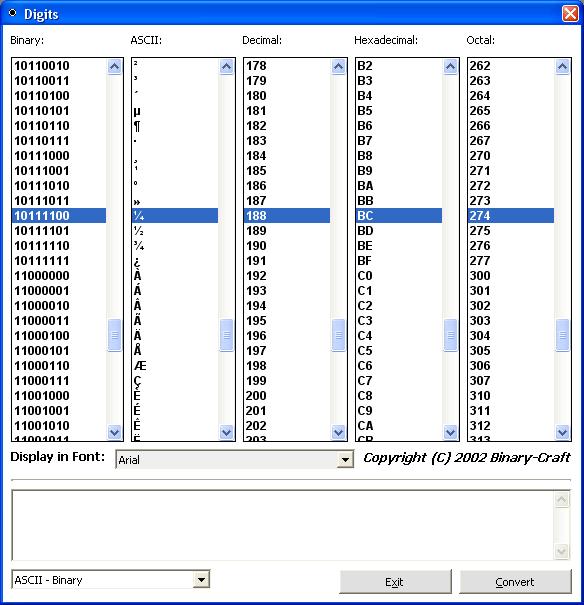 Digits
Binary: ASCII: Decimal: Hexadecimal: Octal:
10110010 ² 178 B2 262
10110011 ³ 179 B3 263
10110100 ´ 180 B4 264
10110101 µ 181 B5 265
10110110 ¶ 182 B6 266
10110111 · 183 B7 267
10111000 ¸ 184 B8 270
10111001 ¹ 185 B9 271
10111010 º 186 BA 272
10111011 » 187 BB 273
10111100 ¼ 188 BC 274
10111101 ½ 189 BD 275
10111110 ¾ 190 BE 276
10111111 ¿ 191 BF 277
11000000 À 192 C0 300
11000001 Á 193 C1 301
11000010 Â 194 C2 302
11000011 Ã 195 C3 303
11000100 Ä 196 C4 304
11000101 Å 197 C5 305
11000110 Æ 198 C6 306
11000111 Ç 199 C7 307
11001000 È 200 C8 310
11001001 É 201 C9 311
11001010 Ê 202 CA 312
11001011 Ë 203 CB 313
Display in Font: Arial Copyright (C) 2002 Binary-Craft
ASCII - Binary Exit Convert